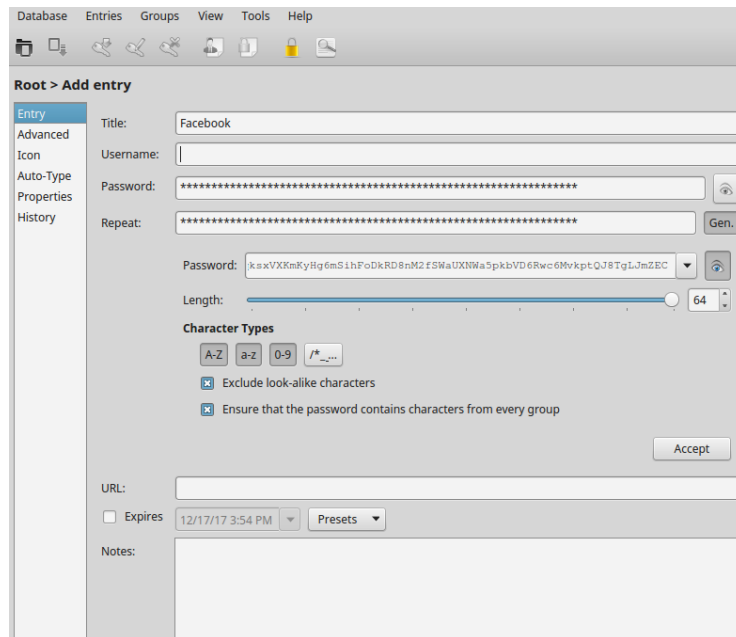 Database Entries Groups View Tools Help
Root > Add entry
Entry
Advanced
Icon
Auto-Type
Properties
History
Title: Facebook
Username:
Password: ****************************************************************
Repeat: ****************************************************************
Gen.
Password: ksxVXKmKyHg6mSihFoDkRD8nM2fSWaUXNWa5pkbVD6Rwc6MvkptQJ8TgLJmZEC
Length: 64
Character Types
A-Z a-z 0-9 /*_...
Exclude look-alike characters
Ensure that the password contains characters from every group
Accept
URL:
Expires 12/17/17 3:54 PM Presets
Notes: